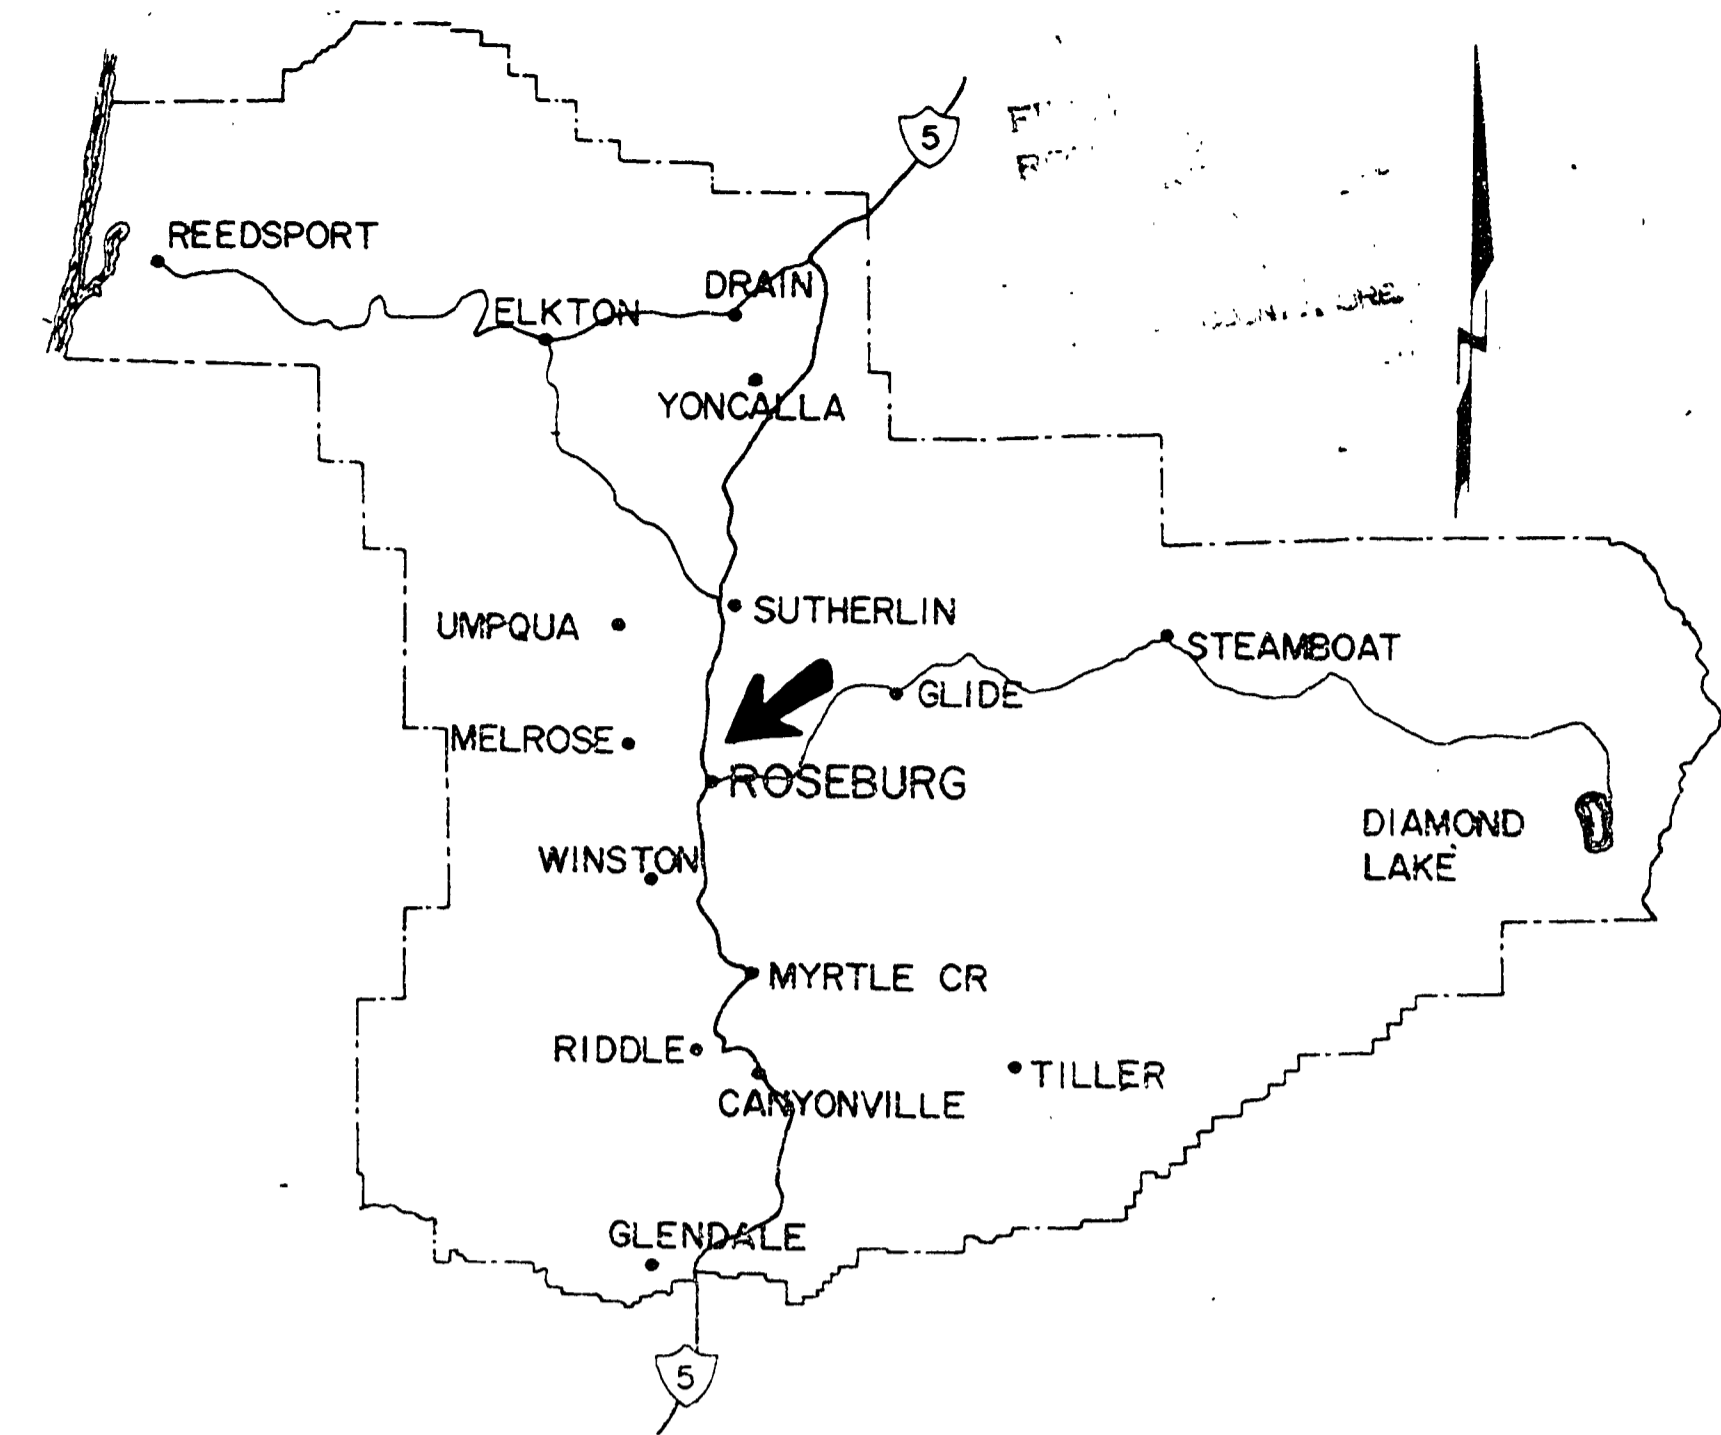 5
REEDSPORT
DRAIN
ELKTON
YONCALLA
N
SUTHERLIN
UMPQUA
STEAMBOAT
GLIDE
MELROSE
ROSEBURG
DIAMOND
LAKE
WINSTON
MYRTLE CR
RIDDLE
TILLER
CANYONVILLE
GLENDALE
5